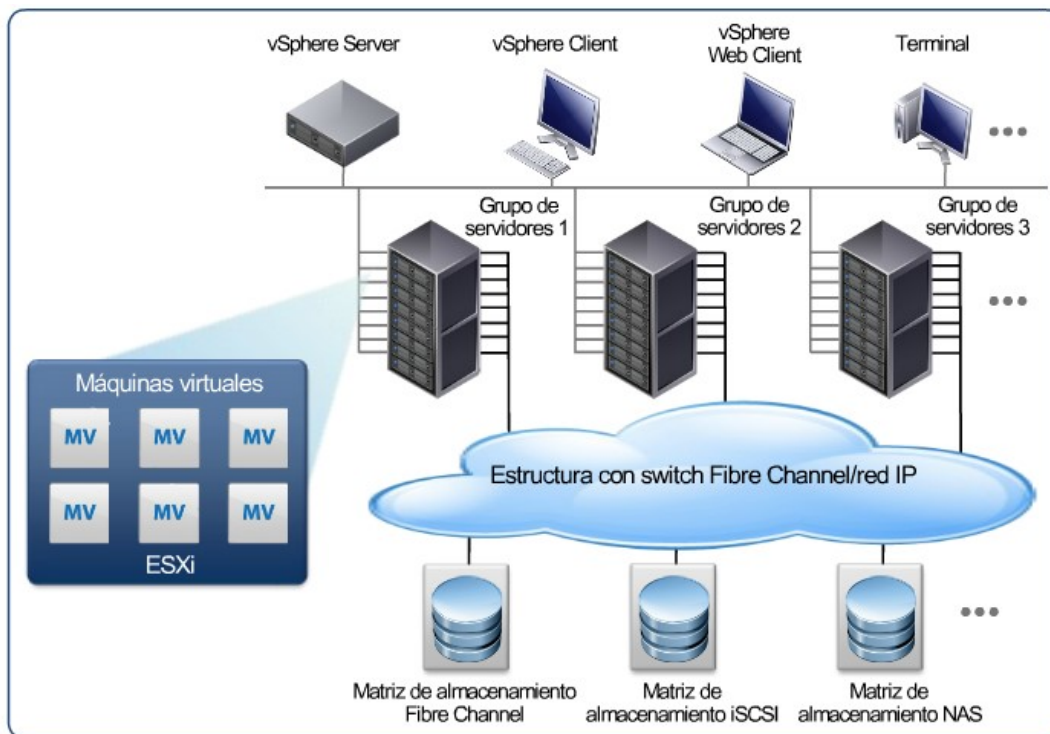 vSphere Server
vSphere Client
vSphere
Web Client
Terminal
Grupo de
servidores 1
Grupo de
servidores 2
Grupo de
servidores 3
Máquinas virtuales
MV
MV
MV
MV
MV
MV
ESXi
Estructura con switch Fibre Channel/red IP
Matriz de almacenamiento
Fibre Channel
Matriz de
almacenamiento iSCSI
Matriz de
almacenamiento NAS